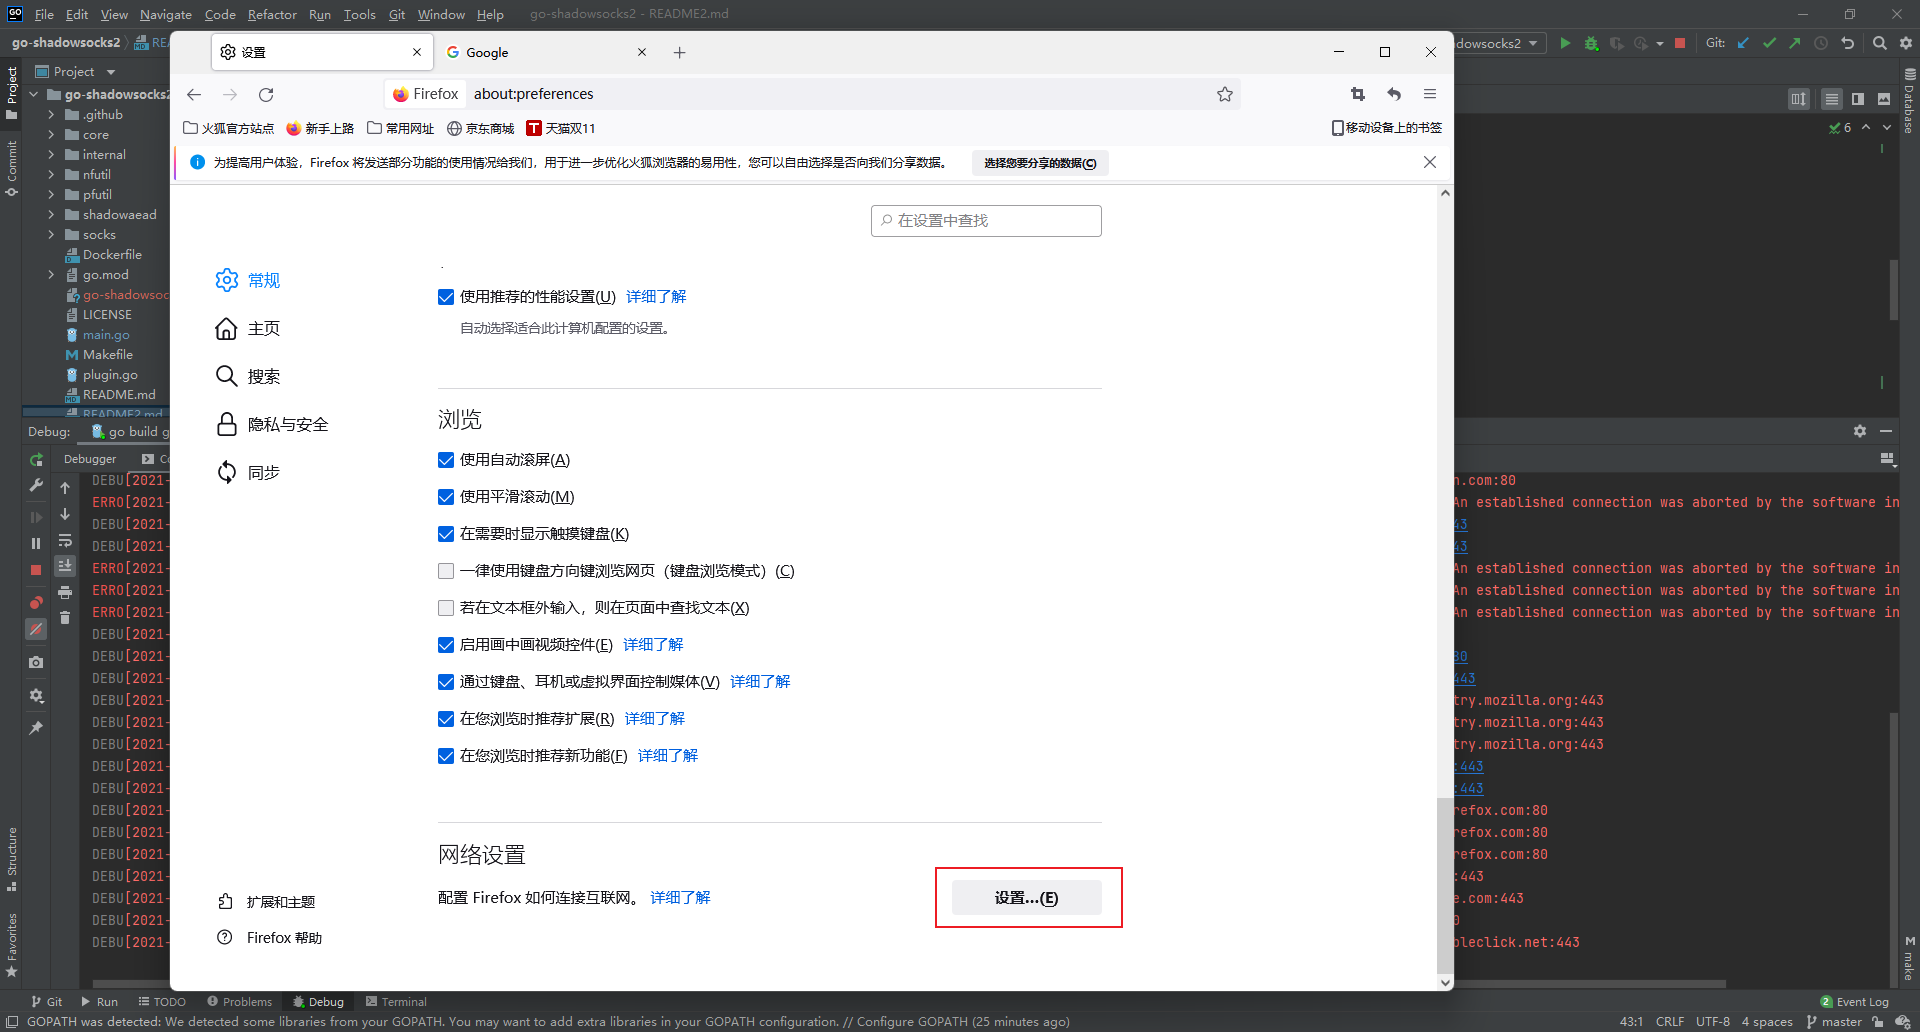 File Edit View Navigate Code Refactor Run Tools Git Window Help go-shadowsocks2 - README2.md
go-shadowsocks2
设置
Google
dowsocks2
Git:
Project
Firefox
about:preferences
火狐官方站点 新手上路 常用网址 京东商城 天猫双11 移动设备上的书签
为提高用户体验，Firefox 将发送部分功能的使用情况给我们，用于进一步优化火狐浏览器的易用性，您可以自由选择是否向我们分享数据。
选择您要分享的数据(C)
Project
Commit
Structure
Favorites
go-shadowsocks2
.github
core
internal
nfutil
pfutil
shadowaead
socks
Dockerfile
go.mod
go-shadowsoc
LICENSE
main.go
Makefile
plugin.go
README.md
README2.md
在设置中查找
常规
主页
搜索
隐私与安全
同步
扩展和主题
Firefox 帮助
使用推荐的性能设置(U) 详细了解
自动选择适合此计算机配置的设置。
浏览
使用自动滚屏(A)
使用平滑滚动(M)
在需要时显示触摸键盘(K)
一律使用键盘方向键浏览网页（键盘浏览模式）(C)
若在文本框外输入，则在页面中查找文本(X)
启用画中画视频控件(E) 详细了解
通过键盘、耳机或虚拟界面控制媒体(V) 详细了解
在您浏览时推荐扩展(R) 详细了解
在您浏览时推荐新功能(F) 详细了解
网络设置
配置 Firefox 如何连接互联网。 详细了解
设置...(E)
Database
make
6
Debug: go build g
Debugger Co
DEBU[2021- n.com:80
ERRO[2021- An established connection was aborted by the software in
DEBU[2021- 43
DEBU[2021- 43
ERRO[2021- An established connection was aborted by the software in
ERRO[2021- An established connection was aborted by the software in
ERRO[2021- An established connection was aborted by the software in
DEBU[2021-
DEBU[2021- 80
DEBU[2021- 443
DEBU[2021- try.mozilla.org:443
DEBU[2021- try.mozilla.org:443
DEBU[2021- try.mozilla.org:443
DEBU[2021- :443
DEBU[2021- :443
DEBU[2021- refox.com:80
DEBU[2021- refox.com:80
DEBU[2021- refox.com:80
DEBU[2021- :443
DEBU[2021- e.com:443
DEBU[2021- 0
DEBU[2021- bleclick.net:443
Git Run TODO Problems Debug Terminal
2 Event Log
GOPATH was detected: We detected some libraries from your GOPATH. You may want to add extra libraries in your GOPATH configuration. // Configure GOPATH (25 minutes ago)
43:1 CRLF UTF-8 4 spaces master